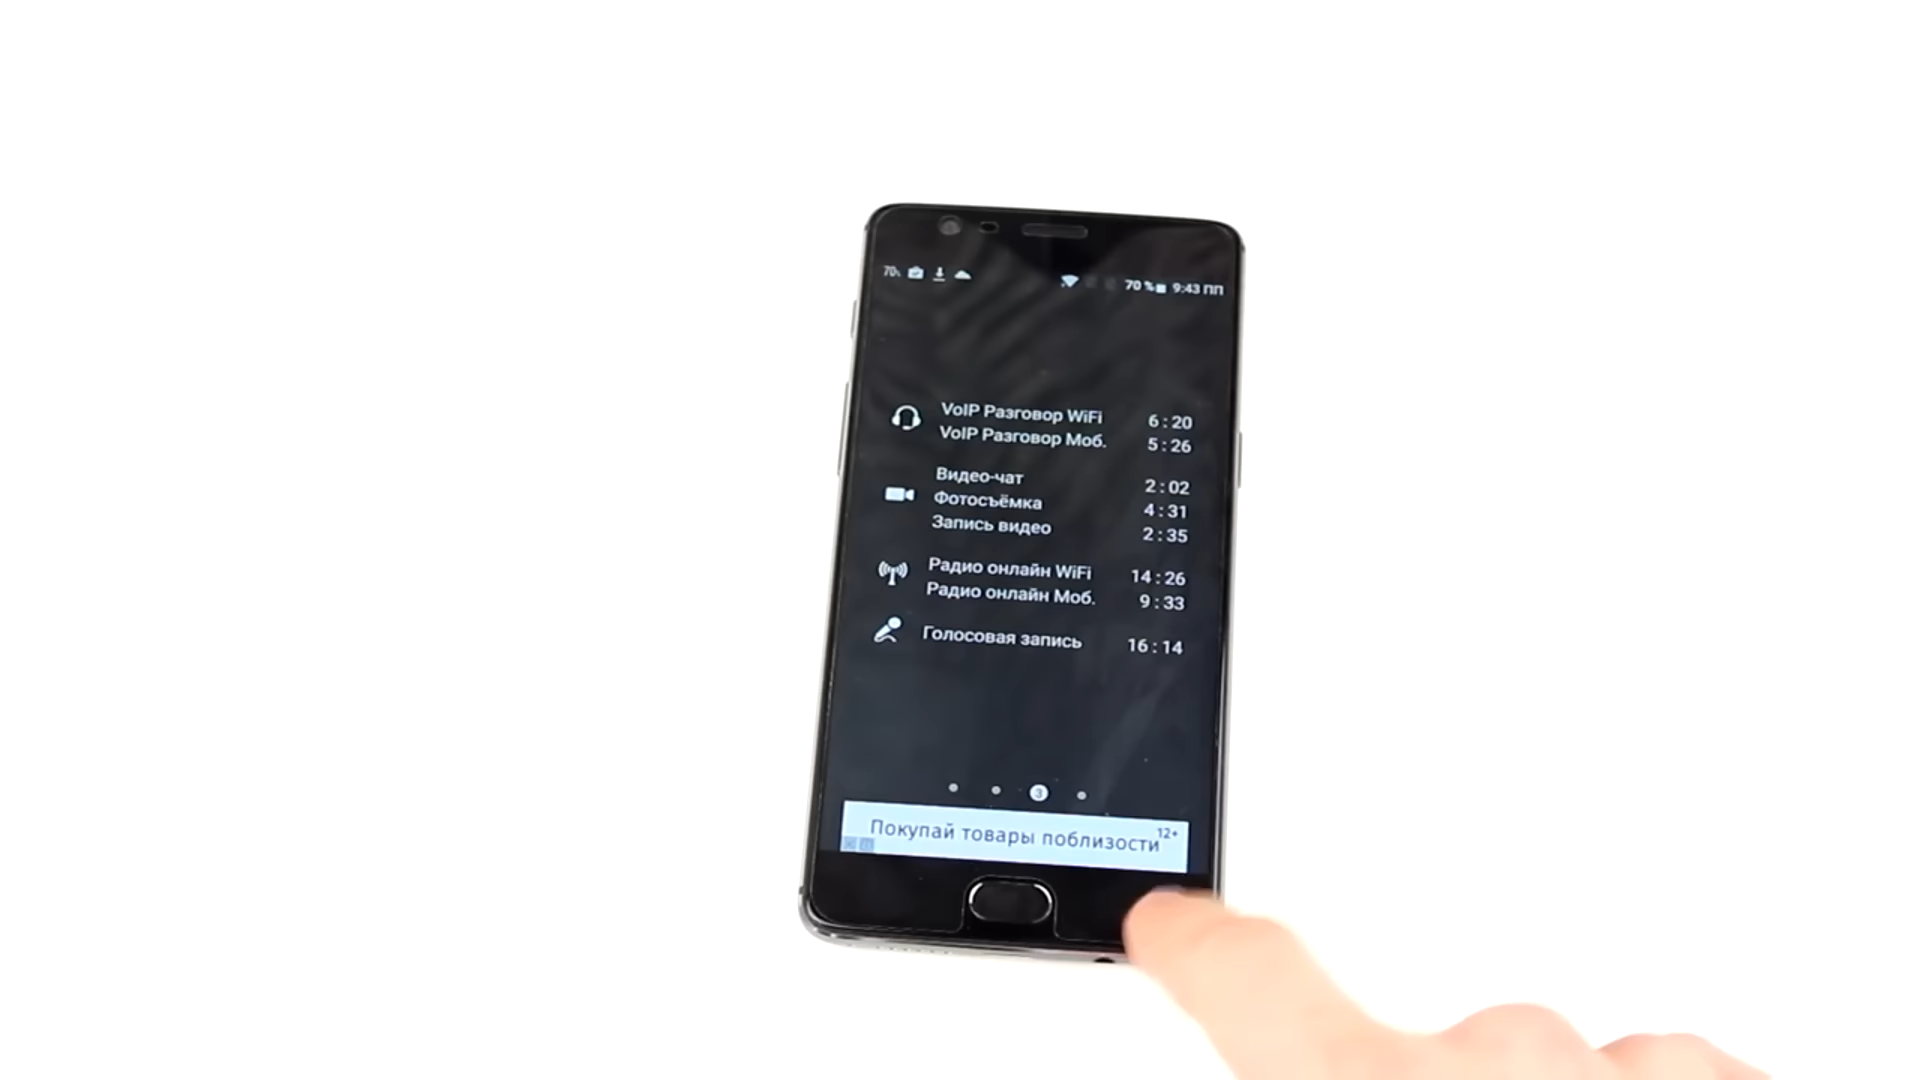 70%
70 % 9:43 ПП
VoIP Разговор WiFi 6 : 20
VoIP Разговор Моб. 5 : 26
Видео-чат 2 : 02
Фотосъёмка 4 : 31
Запись видео 2 : 35
Радио онлайн WiFi 14 : 26
Радио онлайн Моб. 9 : 33
Голосовая запись 16 : 14
3
Покупай товары поблизости 12+